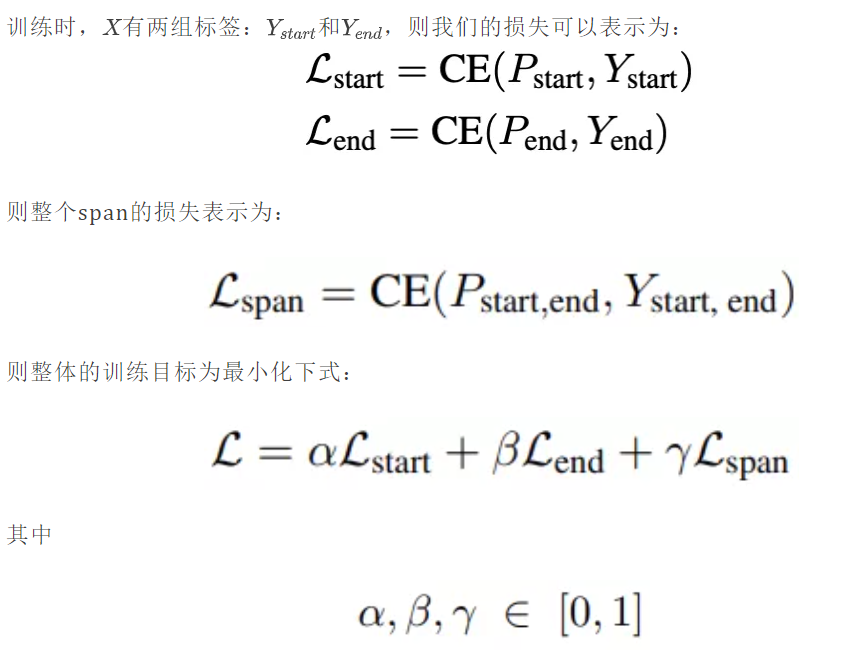 训练时，X有两组标签：Y_start和Y_end，则我们的损失可以表示为：
ℒ_start = CE(P_start, Y_start)
ℒ_end = CE(P_end, Y_end)
则整个span的损失表示为：
ℒ_span = CE(P_start,end, Y_start, end)
则整体的训练目标为最小化下式：
ℒ = αℒ_start + βℒ_end + γℒ_span
其中
α, β, γ ∈ [0, 1]